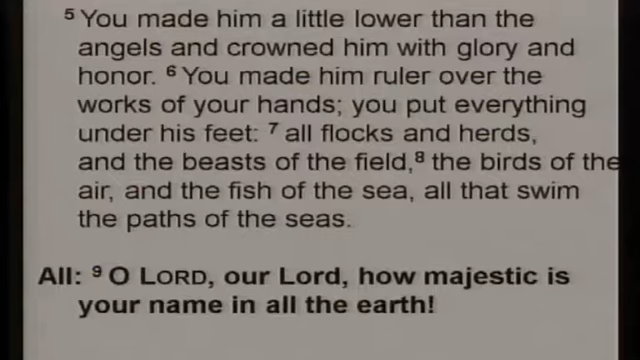 ⁵ You made him a little lower than the
angels and crowned him with glory and
honor. ⁶ You made him ruler over the
works of your hands; you put everything
under his feet: ⁷ all flocks and herds,
and the beasts of the field,⁸ the birds of the
air, and the fish of the sea, all that swim
the paths of the seas.
All: ⁹ O LORD, our Lord, how majestic is
your name in all the earth!